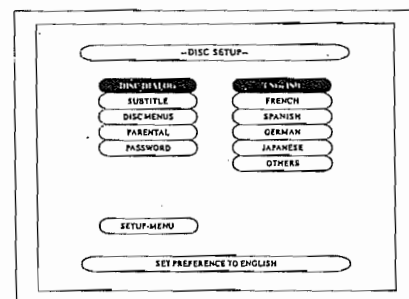 --DISC SETUP--
DISC DIALOG ENGLISH
SUBTITLE FRENCH
DISC MENUS SPANISH
PARENTAL GERMAN
PASSWORD JAPANESE
OTHERS
SETUP-MENU
SET PREFERENCE TO ENGLISH